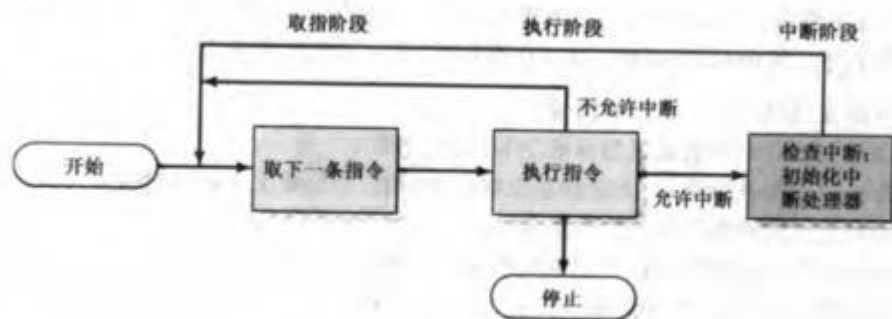 取指阶段
执行阶段
中断阶段
不允许中断
开始
取下一条指令
执行指令
检查中断；
初始化中
断处理器
允许中断
停止